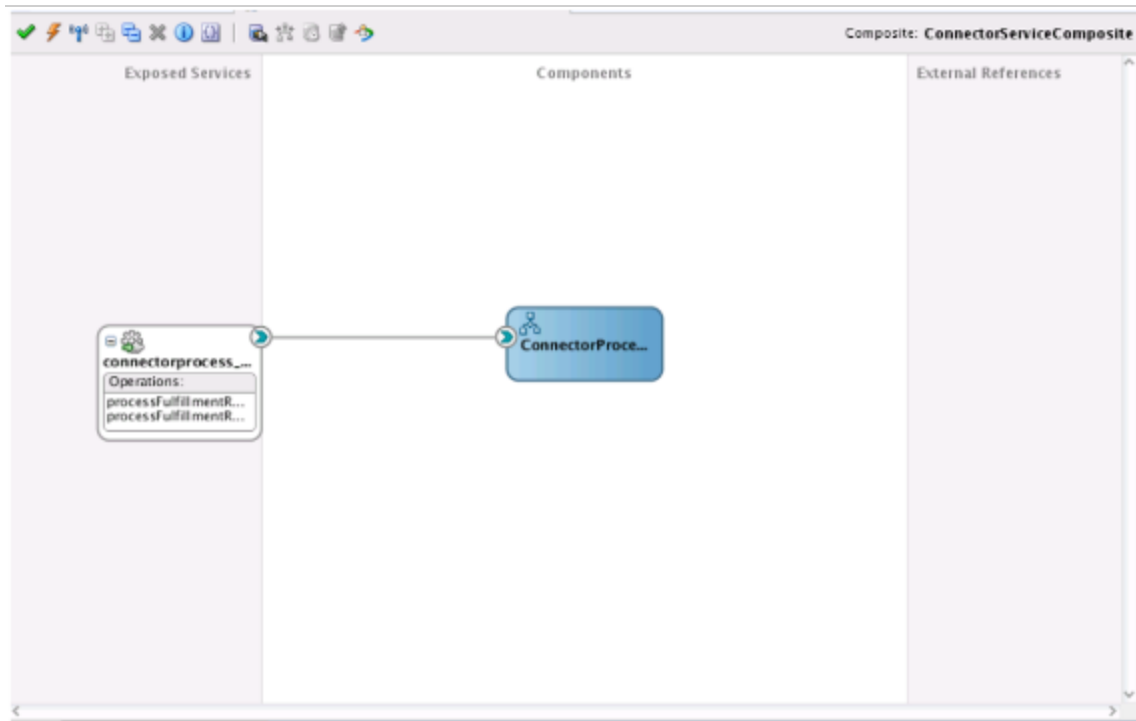 Composite: ConnectorServiceComposite
Exposed Services
Components
External References
ConnectorProce...
connectorprocess_...
Operations:
processFulfillmentR...
processFulfillmentR...